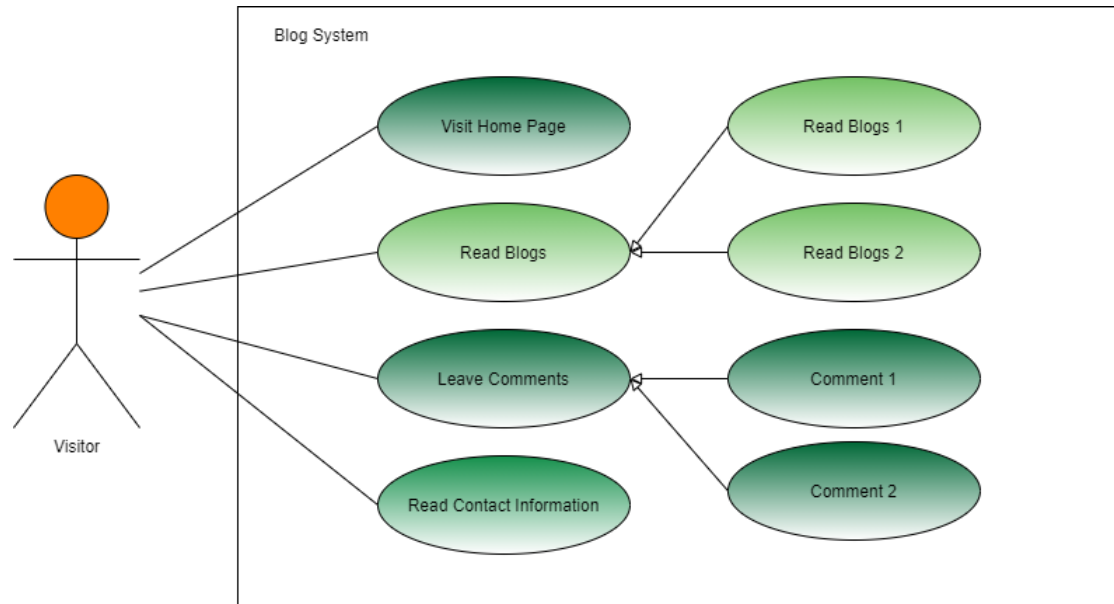 Blog System
Visit Home Page
Read Blogs 1
Read Blogs
Read Blogs 2
Leave Comments
Comment 1
Visitor
Comment 2
Read Contact Information